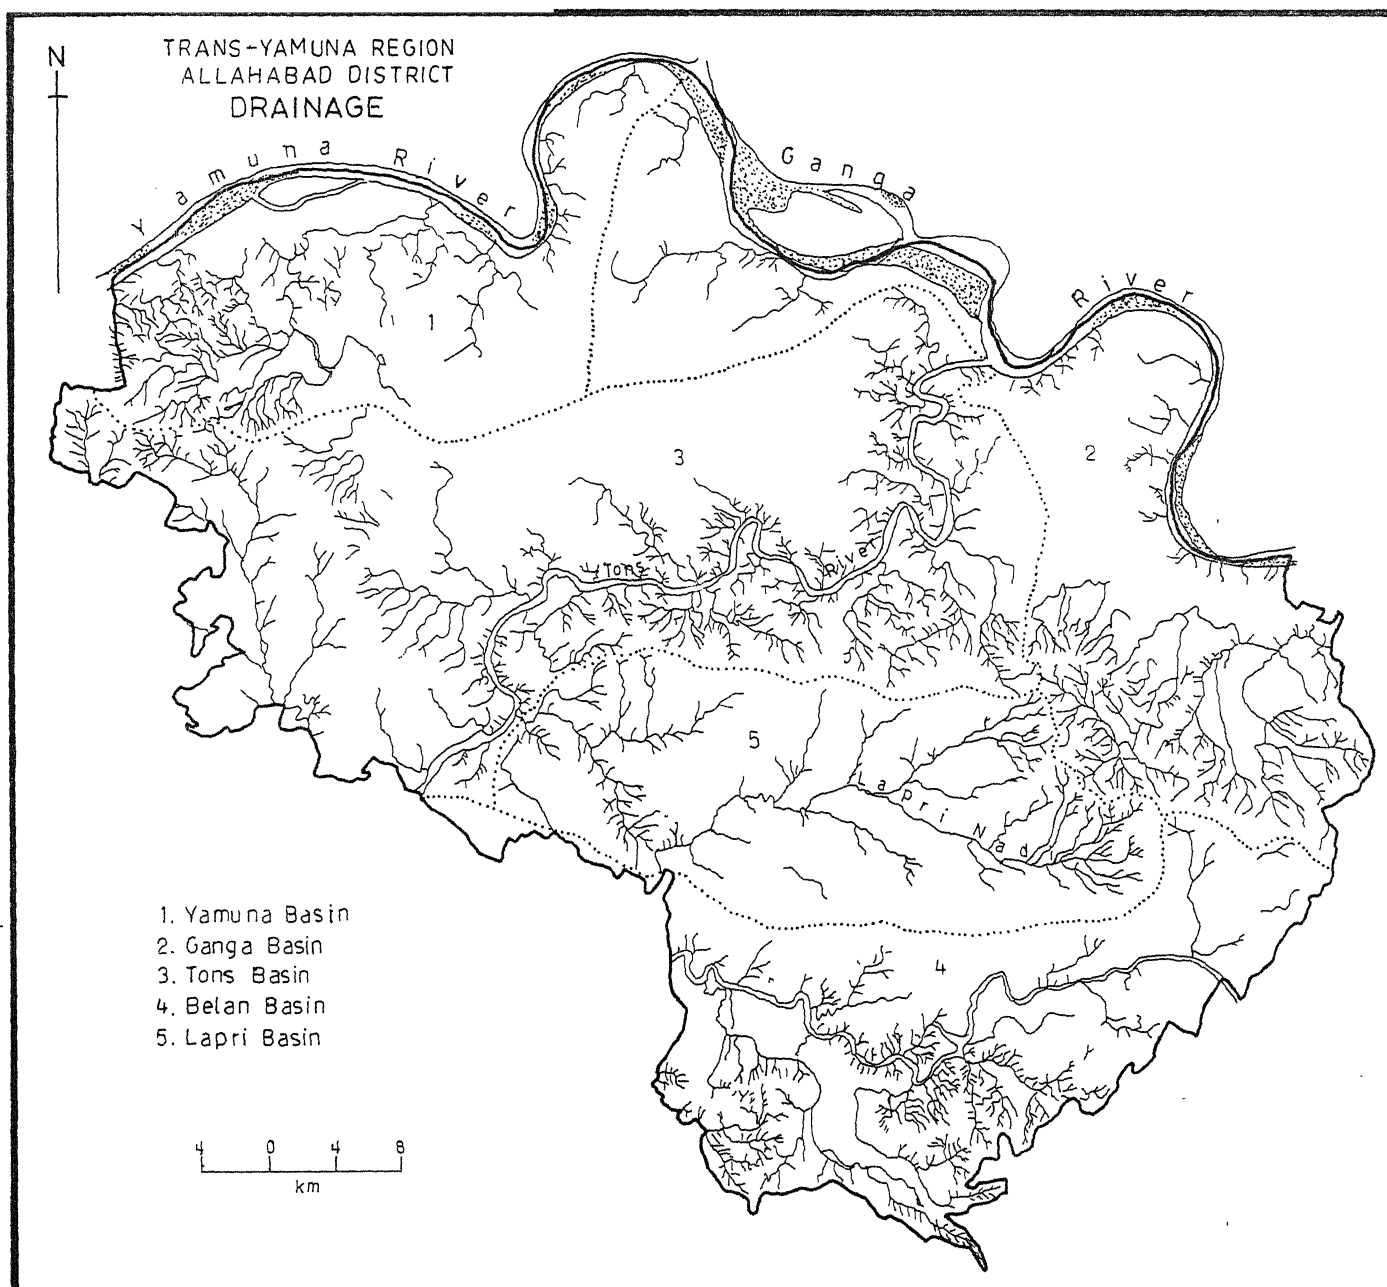 N
TRANS-YAMUNA REGION
ALLAHABAD DISTRICT
DRAINAGE
Yamuna River
Ganga
River
1
2
3
Tons
River
5
Lapri Nadi
4
1. Yamuna Basin
2. Ganga Basin
3. Tons Basin
4. Belan Basin
5. Lapri Basin
4 0 4 8
km